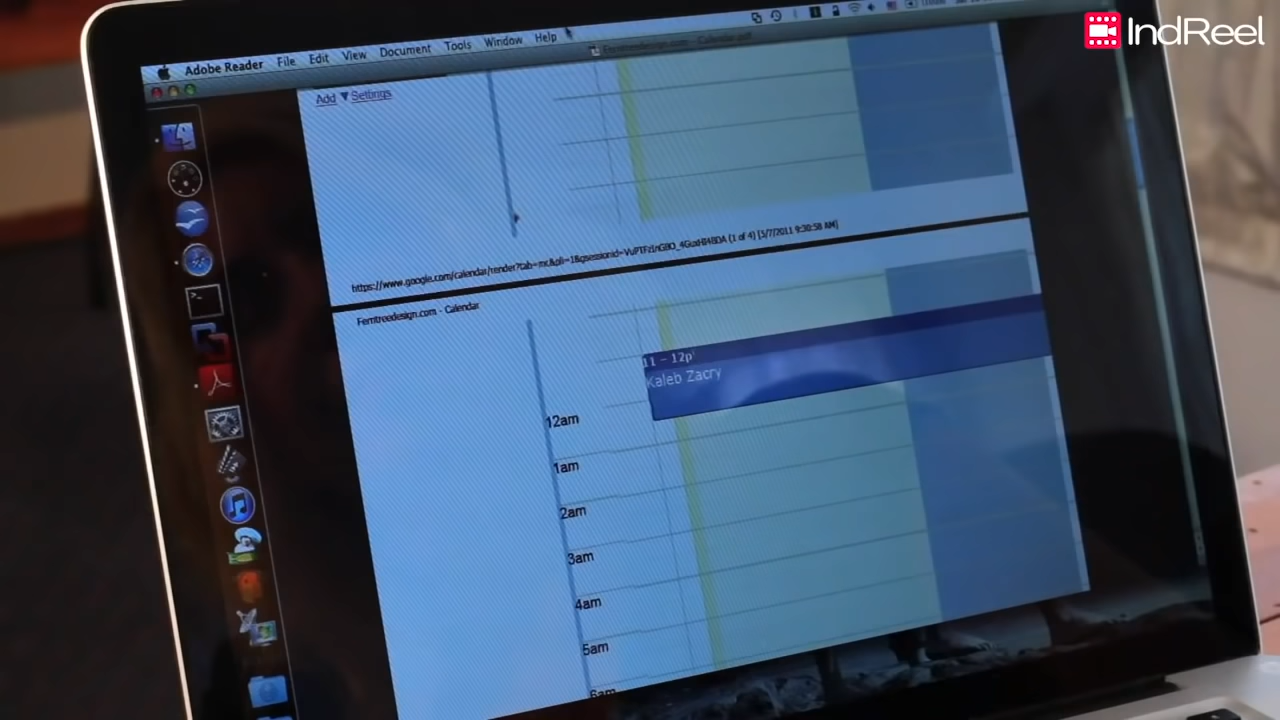 IndReel
Adobe Reader File Edit View Document Tools Window Help
Add ▼ Settings
Ferntreedesign.com - Calendar
11 – 12p
Kaleb Zacry
12am
1am
2am
3am
4am
5am
6am